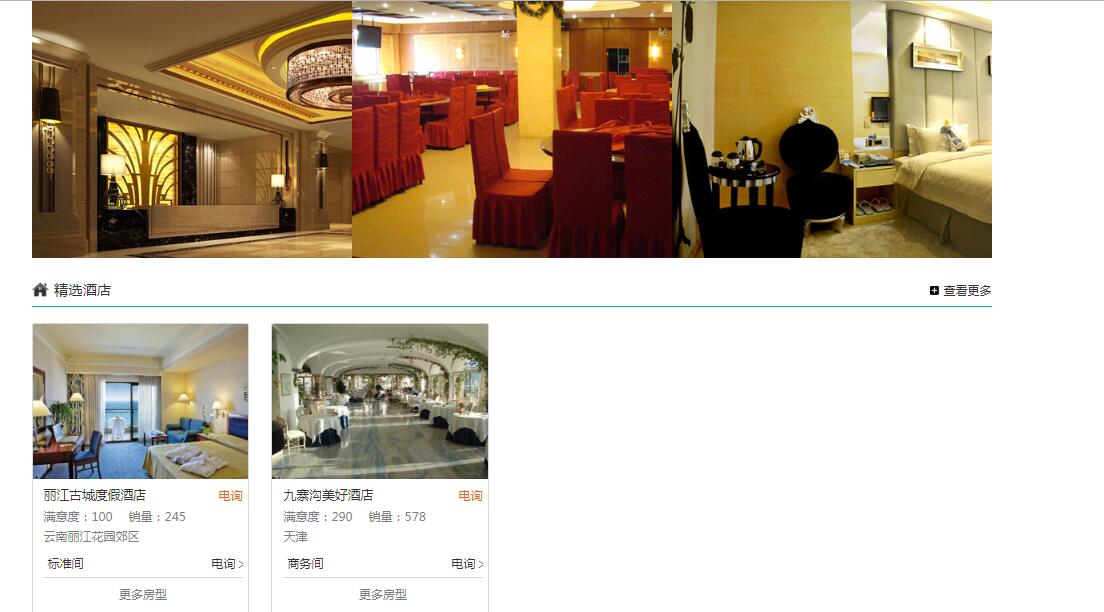 精选酒店 查看更多
丽江古城度假酒店 电询
满意度：100 销量：245
云南丽江花园郊区
标准间 电询 >
更多房型
九寨沟美好酒店 电询
满意度：290 销量：578
天津
商务间 电询 >
更多房型